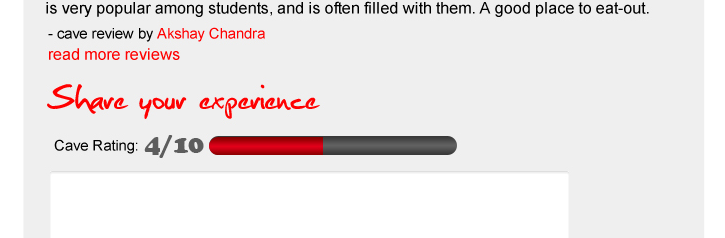 is very popular among students, and is often filled with them. A good place to eat-out.
- cave review by Akshay Chandra
read more reviews
Share your experience
Cave Rating: 4/10